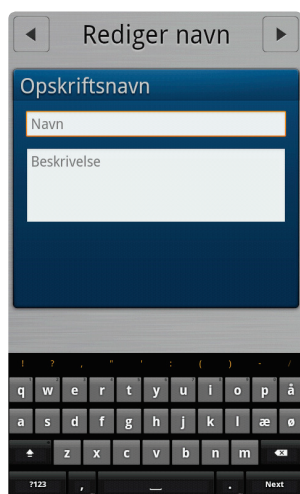 Rediger navn
Opskriftsnavn
Navn
Beskrivelse
! ? , " ' : ( ) - /
q w e r t y u i o p å
a s d f g h j k l æ ø
z x c v b n m
?123 , . Next